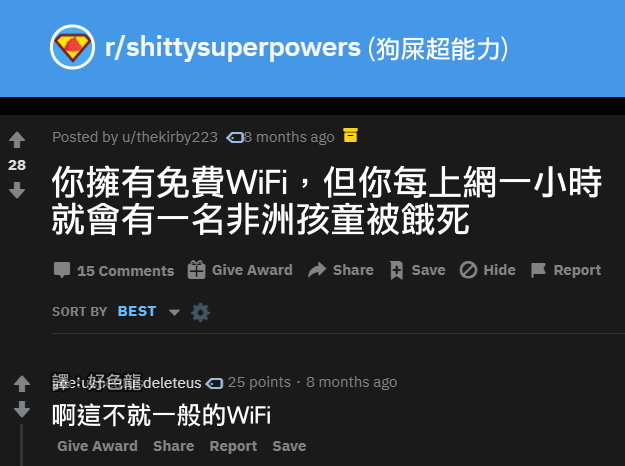 r/shittysuperpowers (狗屎超能力)
Posted by u/thekirby223 8 months ago
28
你擁有免費WiFi，但你每上網一小時
就會有一名非洲孩童被餓死
15 Comments Give Award Share Save Hide Report
SORT BY BEST
譯：好色龍 deleteus 25 points · 8 months ago
啊這不就一般的WiFi
Give Award Share Report Save